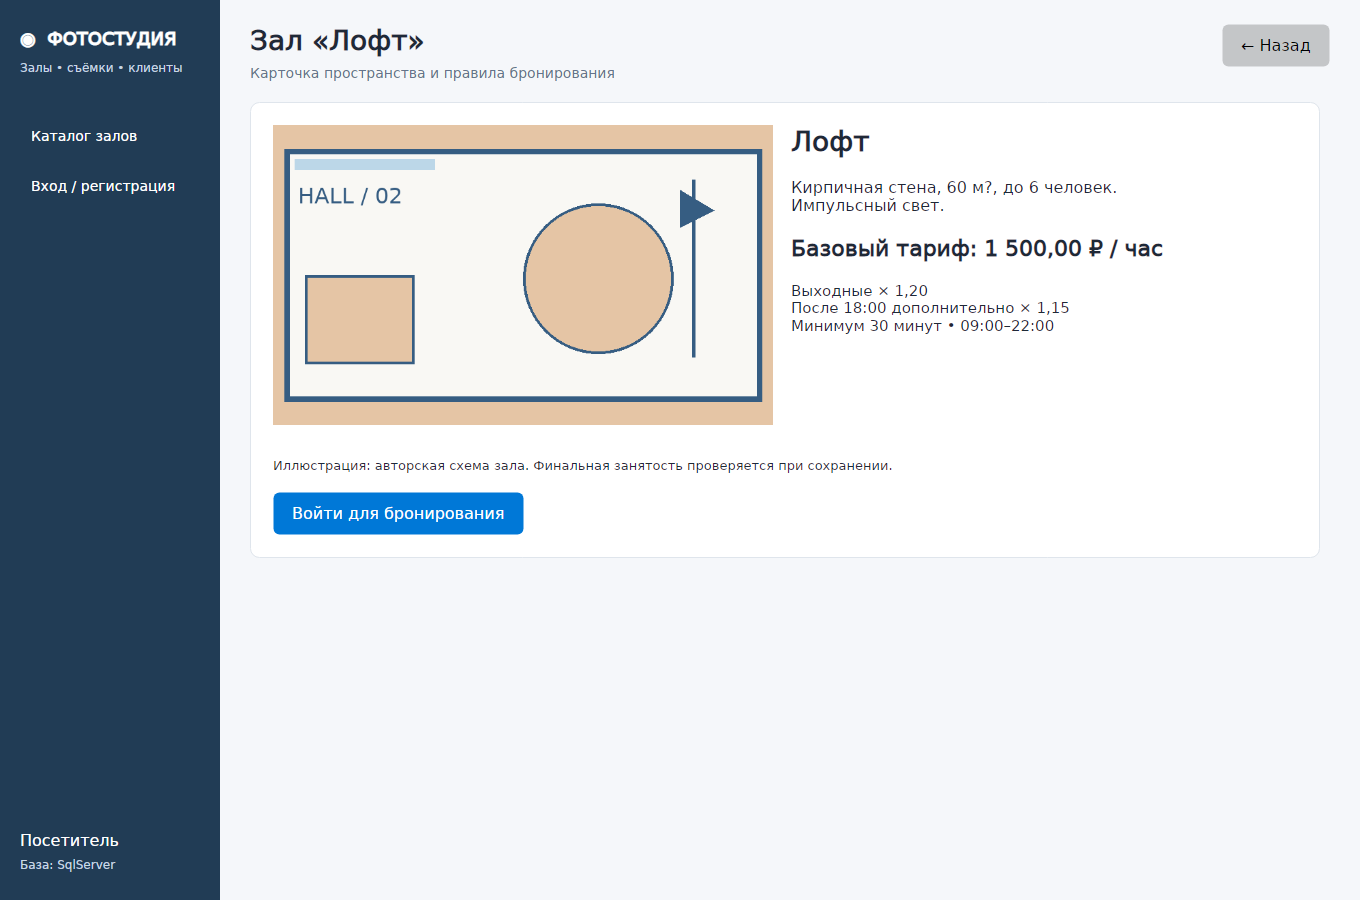 ◉ ФОТОСТУДИЯ
Залы • съёмки • клиенты
Каталог залов
Вход / регистрация
Посетитель
База: SqlServer
Зал «Лофт»
Карточка пространства и правила бронирования
← Назад
HALL / 02
Лофт
Кирпичная стена, 60 м?, до 6 человек.
Импульсный свет.
Базовый тариф: 1 500,00 ₽ / час
Выходные × 1,20
После 18:00 дополнительно × 1,15
Минимум 30 минут • 09:00–22:00
Иллюстрация: авторская схема зала. Финальная занятость проверяется при сохранении.
Войти для бронирования